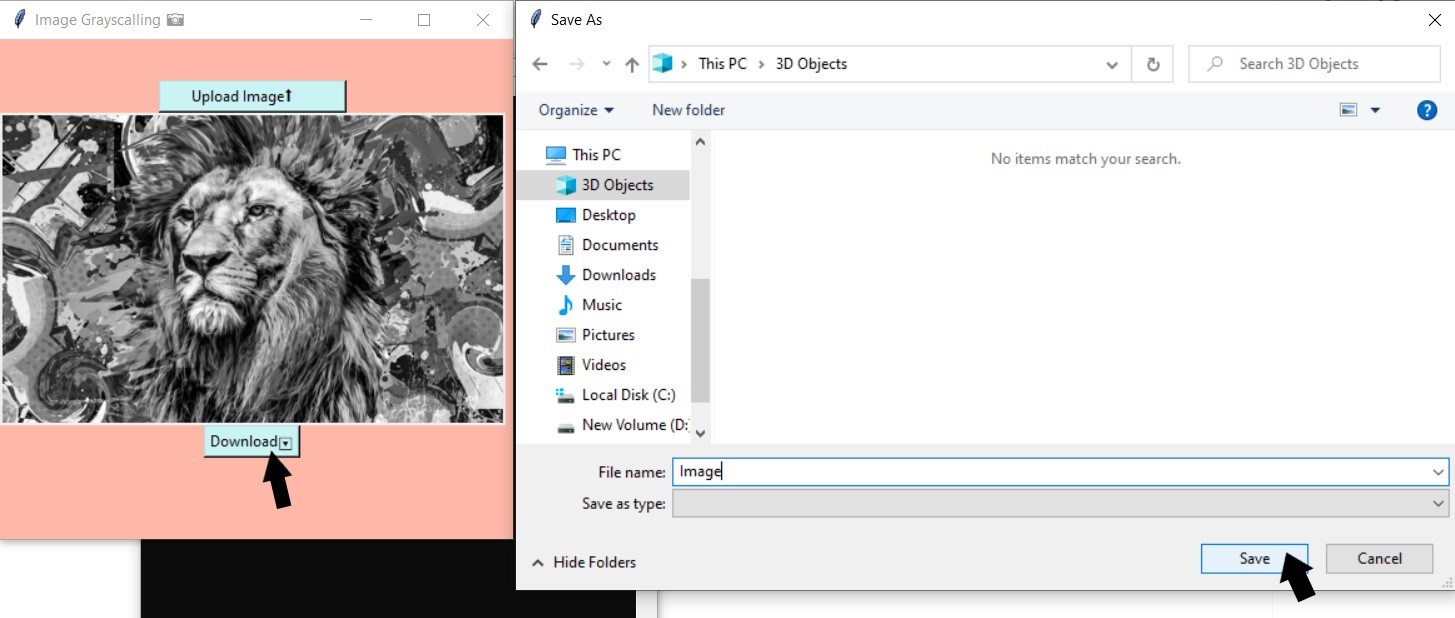 Image Grayscalling 📷
Upload Image⬆
Download
Save As
This PC > 3D Objects
Search 3D Objects
Organize
New folder
This PC
3D Objects
Desktop
Documents
Downloads
Music
Pictures
Videos
Local Disk (C:)
New Volume (D:
No items match your search.
File name: Image
Save as type:
Hide Folders
Save
Cancel